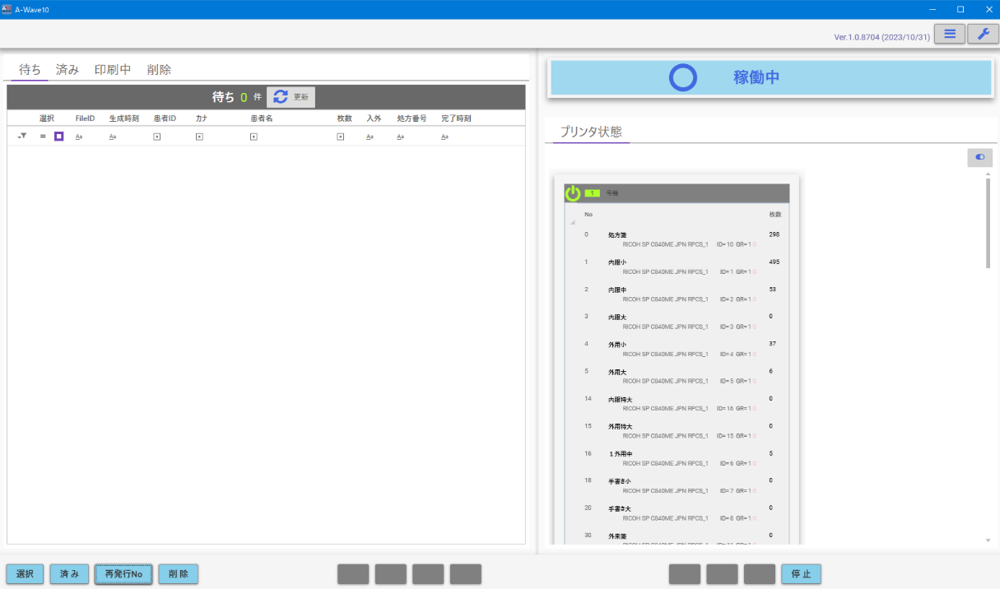 A-Wave10
Ver.1.0.8704 (2023/10/31)
待ち 済み 印刷中 削除
待ち 0 件 更新
選択 FileID 生成時刻 患者ID カナ 患者名 枚数 入外 処方番号 完了時刻
= Aa Aa Aa Aa Aa
稼働中
プリンタ状態
1 号機
No 枚数
0 処方箋 298
RICOH SP C840ME JPN RPCS_1 ID= 10 GR= 1 0
1 内服小 495
RICOH SP C840ME JPN RPCS_1 ID= 1 GR= 1 0
2 内服中 53
RICOH SP C840ME JPN RPCS_1 ID= 2 GR= 1 0
3 内服大 0
RICOH SP C840ME JPN RPCS_1 ID= 3 GR= 1 0
4 外用小 37
RICOH SP C840ME JPN RPCS_1 ID= 4 GR= 1 0
5 外用大 6
RICOH SP C840ME JPN RPCS_1 ID= 5 GR= 1 0
14 内服特大 0
RICOH SP C840ME JPN RPCS_1 ID= 16 GR= 1 0
15 外用特大 0
RICOH SP C840ME JPN RPCS_1 ID= 15 GR= 1 0
16 １外用中 5
RICOH SP C840ME JPN RPCS_1 ID= 6 GR= 1 0
18 手書き小 0
RICOH SP C840ME JPN RPCS_1 ID= 7 GR= 1 0
20 手書き大 0
RICOH SP C840ME JPN RPCS_1 ID= 8 GR= 1 0
30 外来箋 0
選択 済み 再発行No 削除 停止